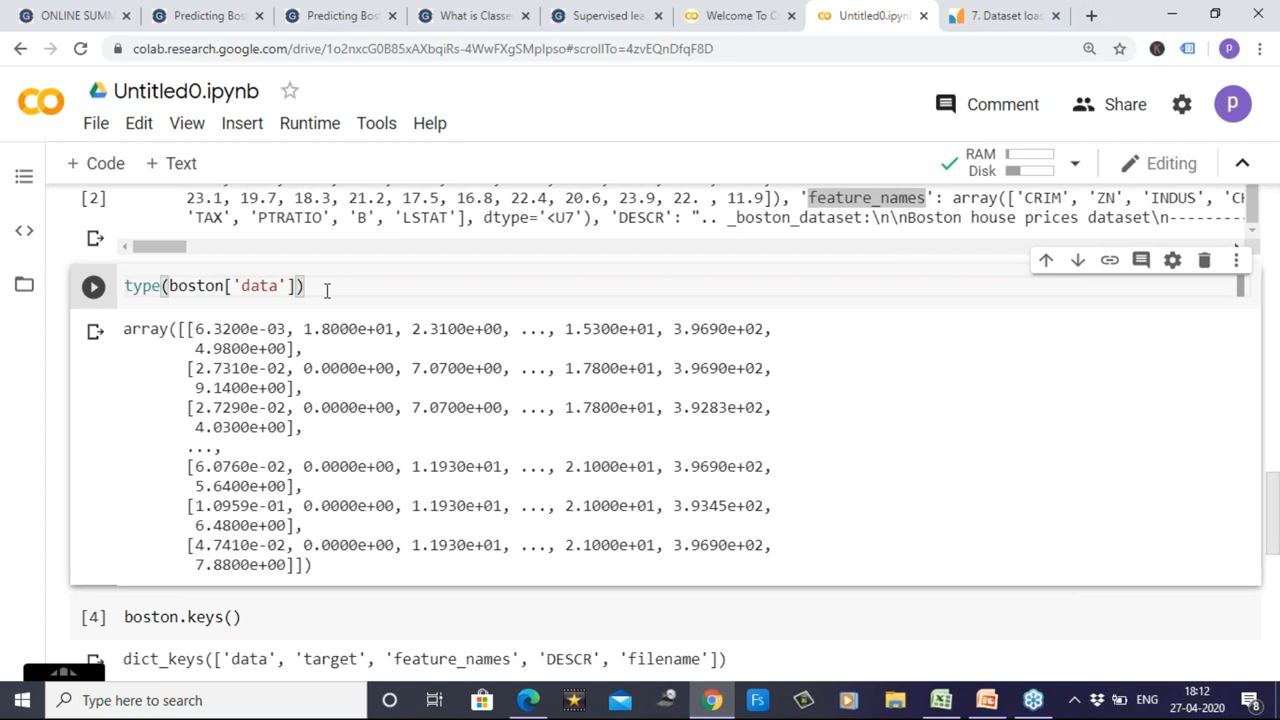 ONLINE SUMM
Predicting Bos
Predicting Bos
What is Classe
Supervised lea
Welcome To C
Untitled0.ipynb
7. Dataset loa
colab.research.google.com/drive/1o2nxcG0B85xAXbqiRs-4WwFXgSMpIpso#scrollTo=4zvEQnDfqF8D
Untitled0.ipynb
Comment
Share
File Edit View Insert Runtime Tools Help
+ Code + Text
RAM
Disk
Editing
23.1, 19.7, 18.3, 21.2, 17.5, 16.8, 22.4, 20.6, 23.9, 22. , 11.9]), 'feature_names': array(['CRIM', 'ZN', 'INDUS', 'CH
[2]
'TAX', 'PTRATIO', 'B', 'LSTAT'], dtype='<U7'), 'DESCR': ".. _boston_dataset:\n\nBoston house prices dataset\n---------
type(boston['data'])
array([[6.3200e-03, 1.8000e+01, 2.3100e+00, ..., 1.5300e+01, 3.9690e+02,
4.9800e+00],
[2.7310e-02, 0.0000e+00, 7.0700e+00, ..., 1.7800e+01, 3.9690e+02,
9.1400e+00],
[2.7290e-02, 0.0000e+00, 7.0700e+00, ..., 1.7800e+01, 3.9283e+02,
4.0300e+00],
...,
[6.0760e-02, 0.0000e+00, 1.1930e+01, ..., 2.1000e+01, 3.9690e+02,
5.6400e+00],
[1.0959e-01, 0.0000e+00, 1.1930e+01, ..., 2.1000e+01, 3.9345e+02,
6.4800e+00],
[4.7410e-02, 0.0000e+00, 1.1930e+01, ..., 2.1000e+01, 3.9690e+02,
7.8800e+00]])
[4] boston.keys()
dict_keys(['data', 'target', 'feature_names', 'DESCR', 'filename'])
Type here to search
ENG
18:12
27-04-2020